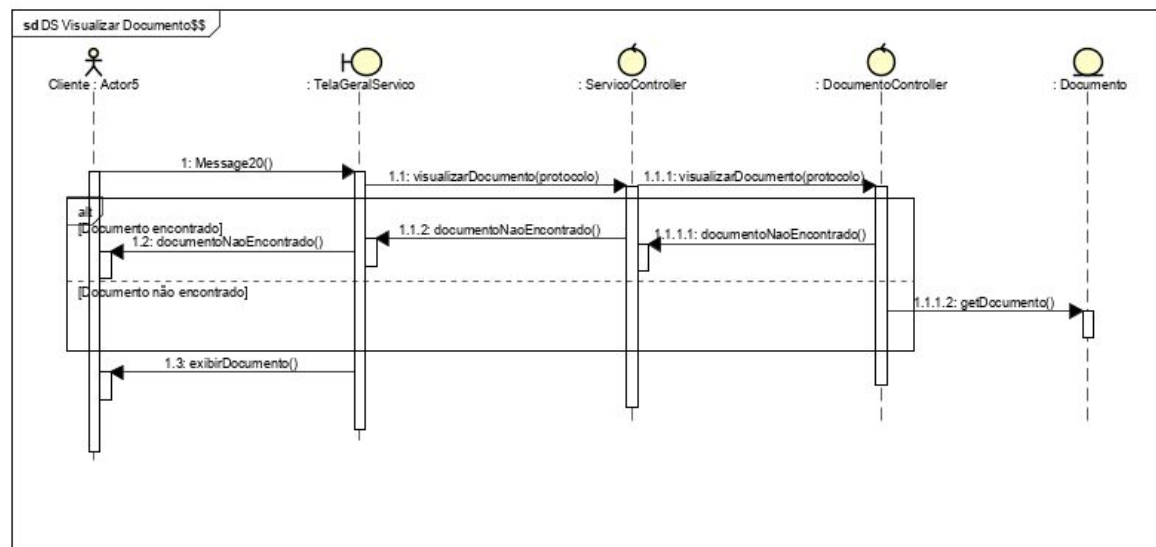 sd DS Visualizar Documento$$
Cliente : Actor5
: TelaGeralServico
: ServicoController
: DocumentoController
: Documento
1: Message20()
1.1: visualizarDocumento(protocolo)
1.1.1: visualizarDocumento(protocolo)
alt
[Documento encontrado]
1.2: documentoNaoEncontrado()
1.1.2: documentoNaoEncontrado()
1.1.1.1: documentoNaoEncontrado()
[Documento não encontrado]
1.1.1.2: getDocumento()
1.3: exibirDocumento()